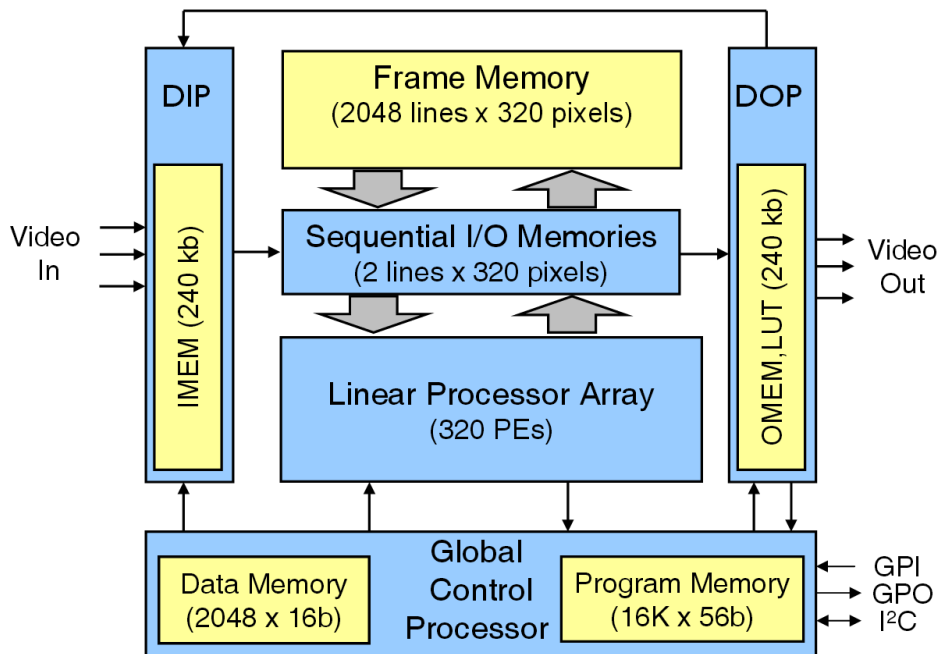 DIP
Frame Memory
(2048 lines x 320 pixels)
DOP
Video
In
IMEM (240 kb)
Sequential I/O Memories
(2 lines x 320 pixels)
OMEM,LUT (240 kb)
Video
Out
Linear Processor Array
(320 PEs)
Global
Control
Processor
Data Memory
(2048 x 16b)
Program Memory
(16K x 56b)
GPI
GPO
I²C